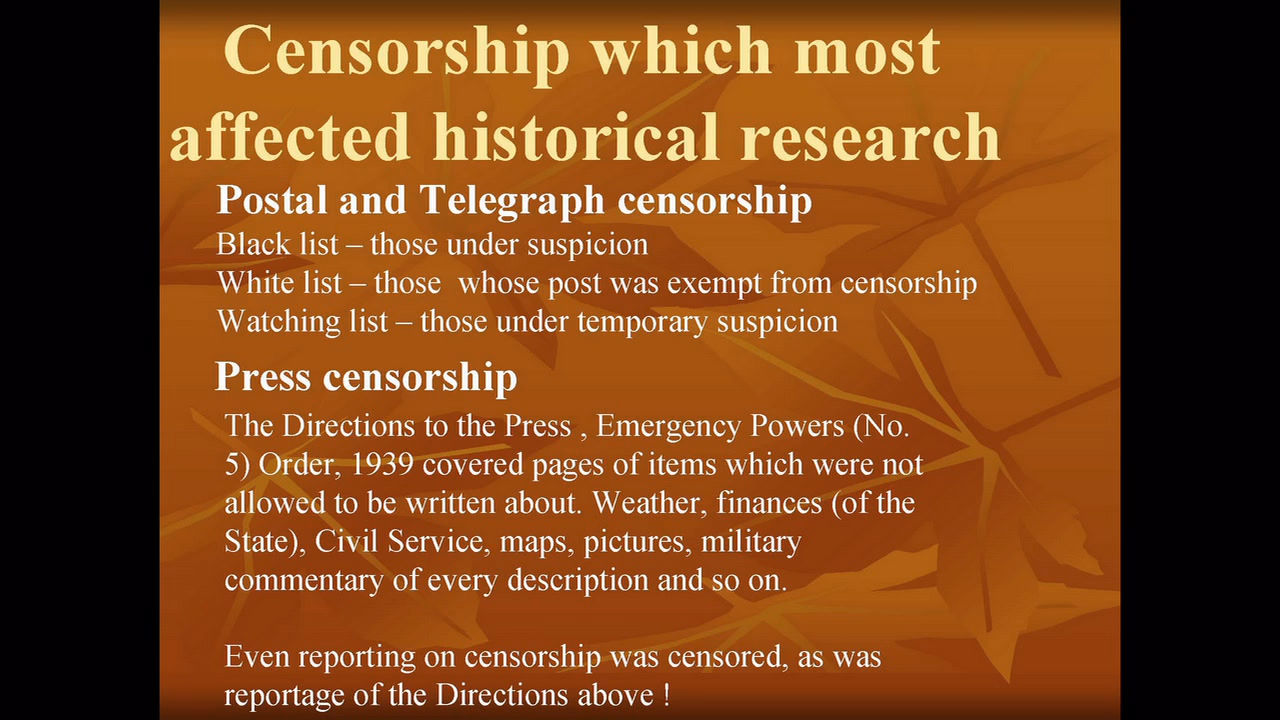 Censorship which most
affected historical research
Postal and Telegraph censorship
Black list – those under suspicion
White list – those  whose post was exempt from censorship
Watching list – those under temporary suspicion
Press censorship
The Directions to the Press , Emergency Powers (No.
5) Order, 1939 covered pages of items which were not
allowed to be written about. Weather, finances (of the
State), Civil Service, maps, pictures, military
commentary of every description and so on.
Even reporting on censorship was censored, as was
reportage of the Directions above !